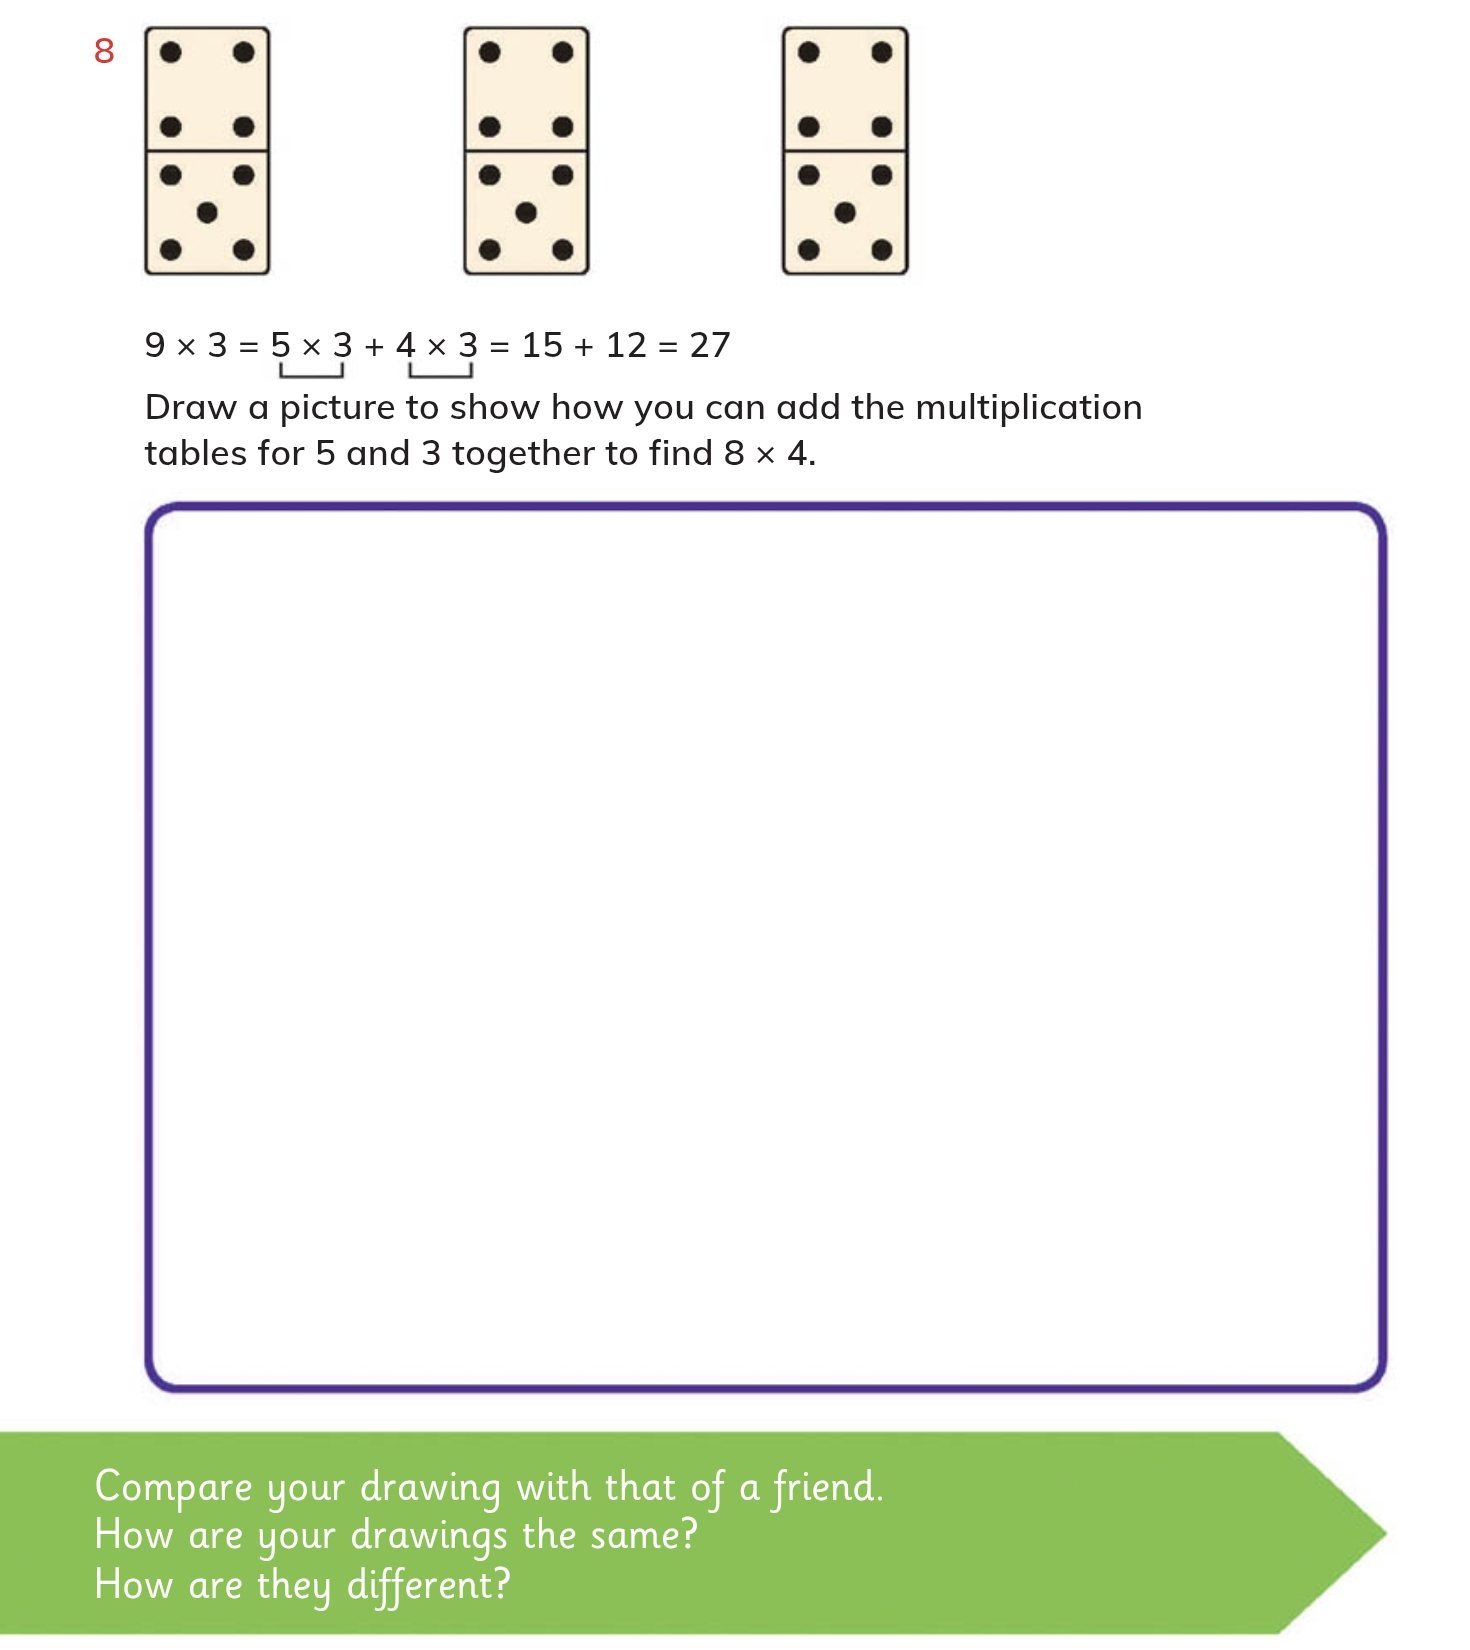 8
9 × 3 = 5 × 3 + 4 × 3 = 15 + 12 = 27
Draw a picture to show how you can add the multiplication
tables for 5 and 3 together to find 8 × 4.
Compare your drawing with that of a friend.
How are your drawings the same?
How are they different?